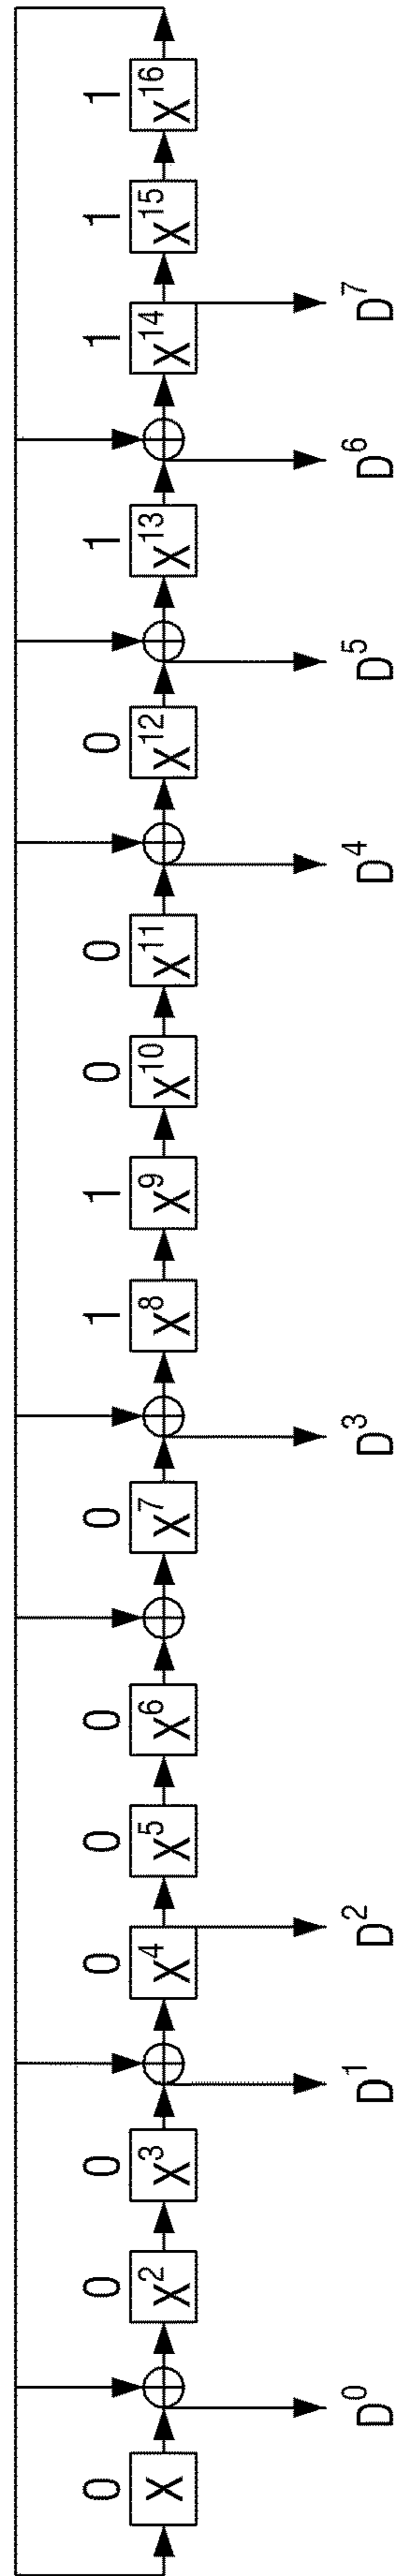 0 0 0 0 0 0 0 1 1 0 0 0 1 1 1 1
X X² X³ X⁴ X⁵ X⁶ X⁷ X⁸ X⁹ X¹⁰ X¹¹ X¹² X¹³ X¹⁴ X¹⁵ X¹⁶
D⁰ D¹ D² D³ D⁴ D⁵ D⁶ D⁷